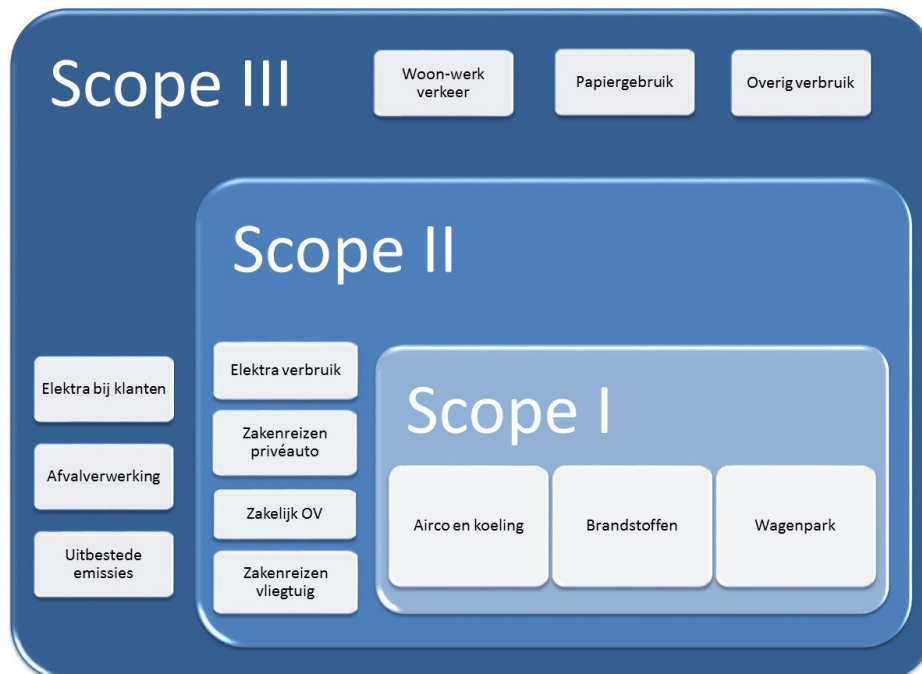 Scope III
Woon-werk
verkeer
Papiergebruik
Overig verbruik
Scope II
Elektra bij klanten
Afvalverwerking
Uitbestede
emissies
Elektra verbruik
Zakenreizen
privéauto
Zakelijk OV
Zakenreizen
vliegtuig
Scope I
Airco en koeling
Brandstoffen
Wagenpark